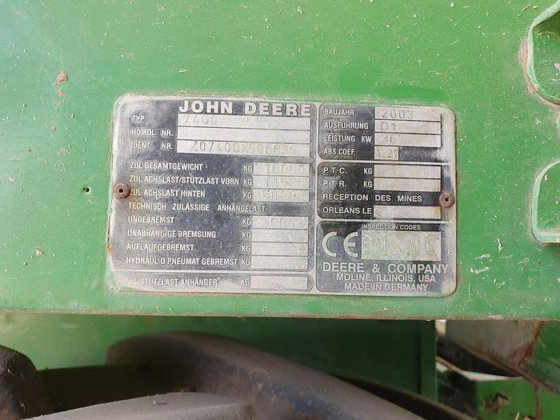 JOHN DEERE
TYP 7400
HOMOL. NR.
IDENT. NR.
ZUL GESAMTGEWICHT KG
ZUL ACHSLAST/STÜTZLAST VORN KG
ZUL ACHSLAST HINTEN KG
TECHNISCH ZULÄSSIGE ANHÄNGELAST
UNGEBREMST KG
UNABHÄNGIGE BREMSUNG KG
AUFLAUFGEBREMST KG
HYDRAUL O PNEUMAT GEBREMST KG
STÜTZLAST ANHÄNGER KG
BAUJAHR 2003
AUSFÜHRUNG D1
LEISTUNG KW
ABS COEF.
P.T.C. KG
P.T.R. KG
RECEPTION DES MINES
ORLEANS LE
INSPECTION CODES
CE
DEERE & COMPANY
MOLINE, ILLINOIS, USA
MADE IN GERMANY